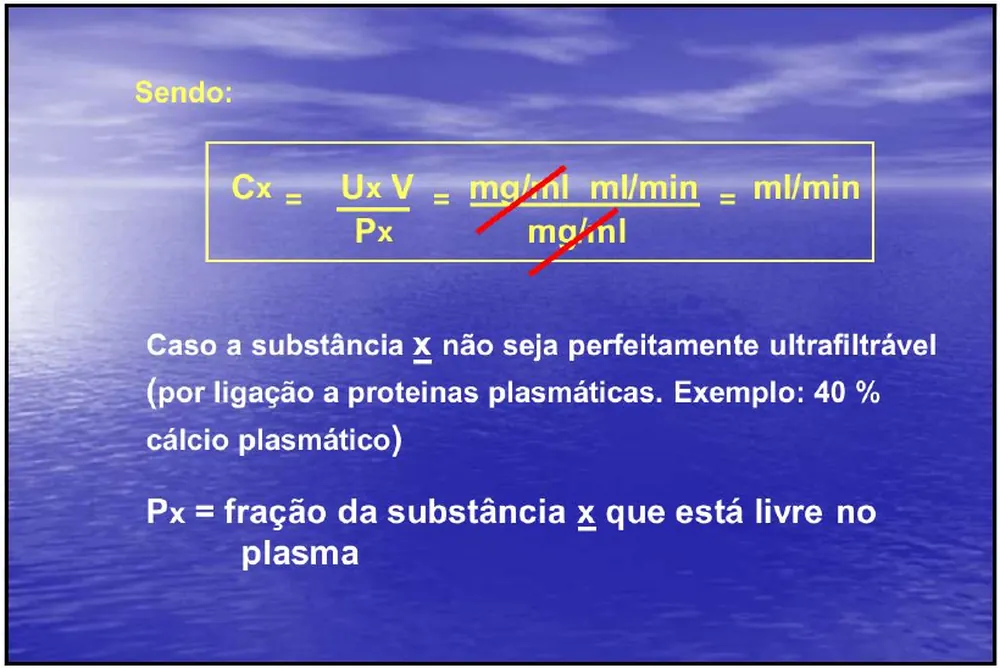 Sendo:
Cx = Ux V = mg/ml ml/min = ml/min
Px mg/ml
Caso a substância x não seja perfeitamente ultrafiltrável
(por ligação a proteinas plasmáticas. Exemplo: 40 %
cálcio plasmático)
Px = fração da substância x que está livre no
plasma